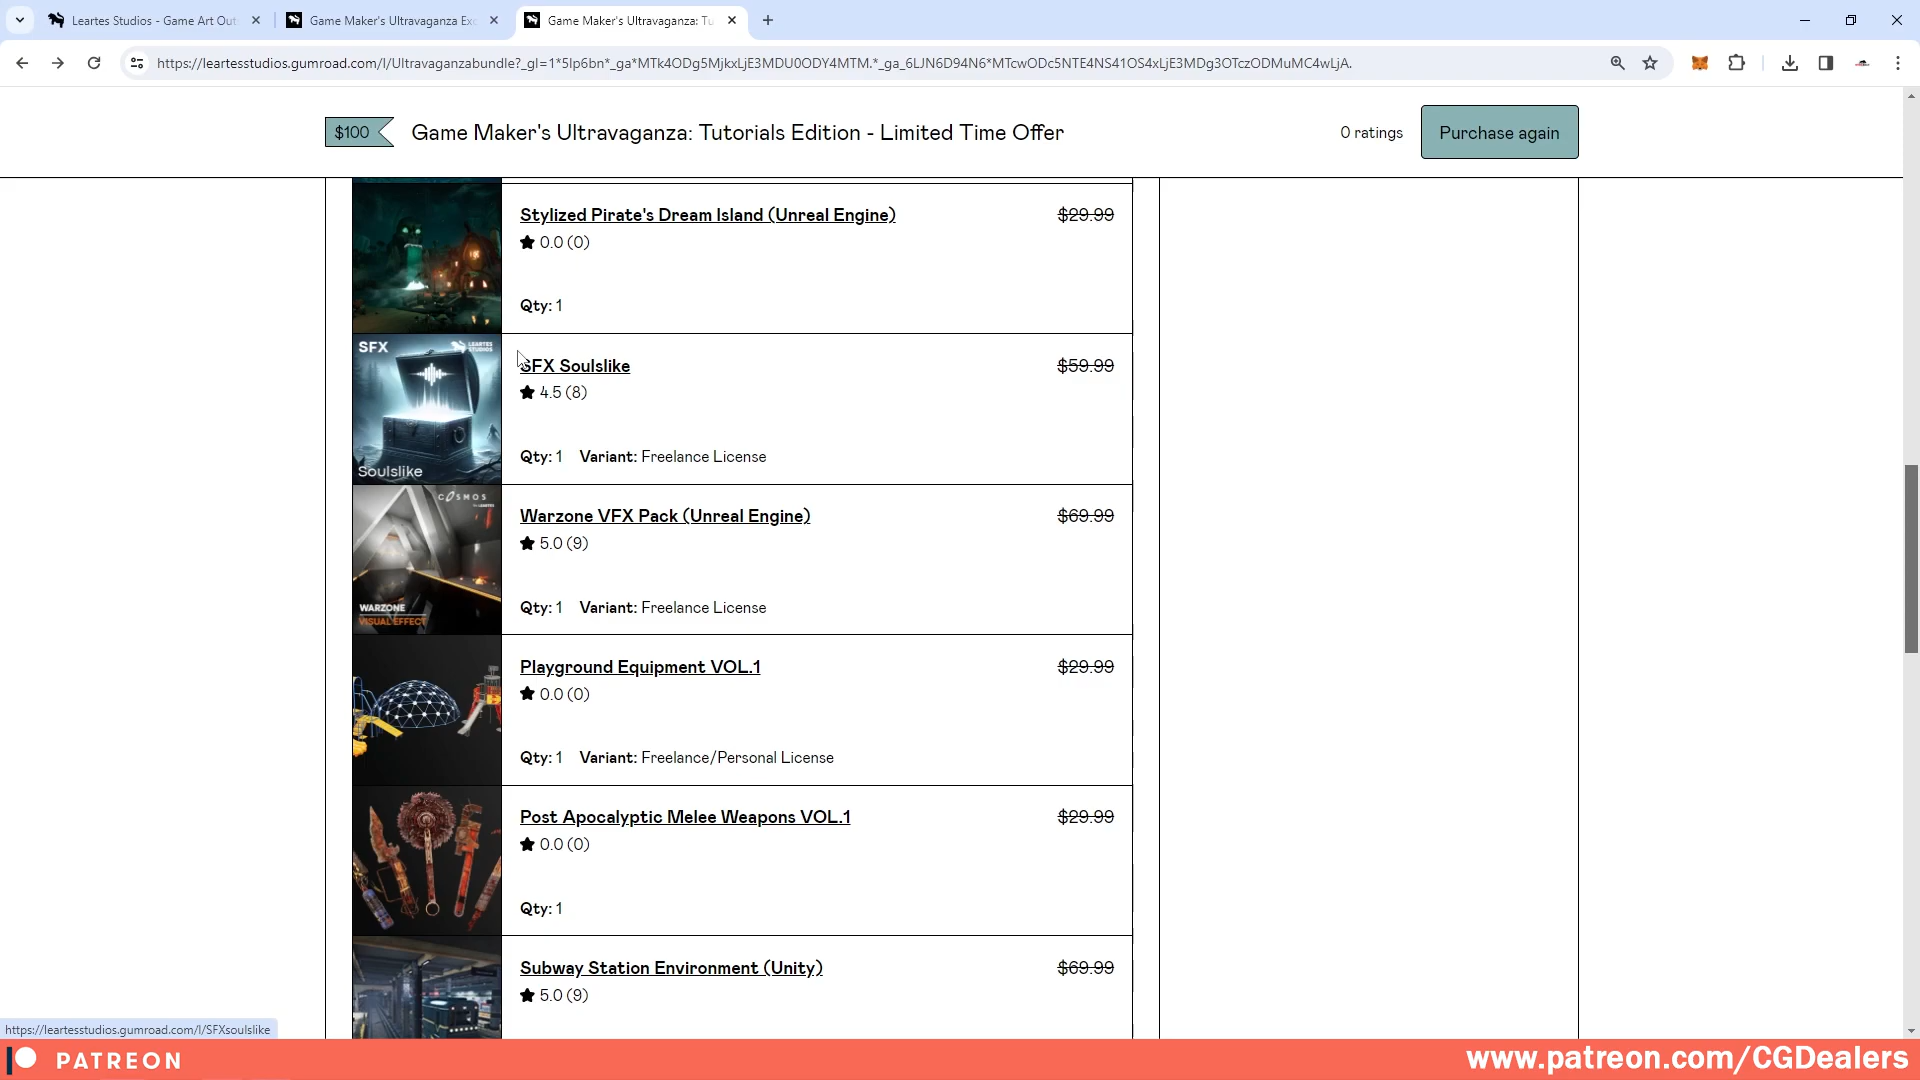 Leartes Studios - Game Art Out
Game Maker's Ultravaganza Exc
Game Maker's Ultravaganza: Tu
https://leartesstudios.gumroad.com/l/Ultravaganzabundle?_gl=1*5lp6bn*_ga*MTk4ODg5MjkxLjE3MDU0ODY4MTM.*_ga_6LJN6D94N6*MTcwODc5NTE4NS41OS4xLjE3MDg3OTczODMuMC4wLjA.
$100
Game Maker's Ultravaganza: Tutorials Edition - Limited Time Offer
0 ratings
Purchase again
Stylized Pirate's Dream Island (Unreal Engine)
$29.99
0.0 (0)
Qty: 1
SFX
LEARTES STUDIOS
Soulslike
SFX Soulslike
$59.99
4.5 (8)
Qty: 1 Variant: Freelance License
COSMOS
WARZONE
VISUAL EFFECT
Warzone VFX Pack (Unreal Engine)
$69.99
5.0 (9)
Qty: 1 Variant: Freelance License
Playground Equipment VOL.1
$29.99
0.0 (0)
Qty: 1 Variant: Freelance/Personal License
Post Apocalyptic Melee Weapons VOL.1
$29.99
0.0 (0)
Qty: 1
Subway Station Environment (Unity)
$69.99
5.0 (9)
https://leartesstudios.gumroad.com/l/SFXsoulslike
PATREON
www.patreon.com/CGDealers